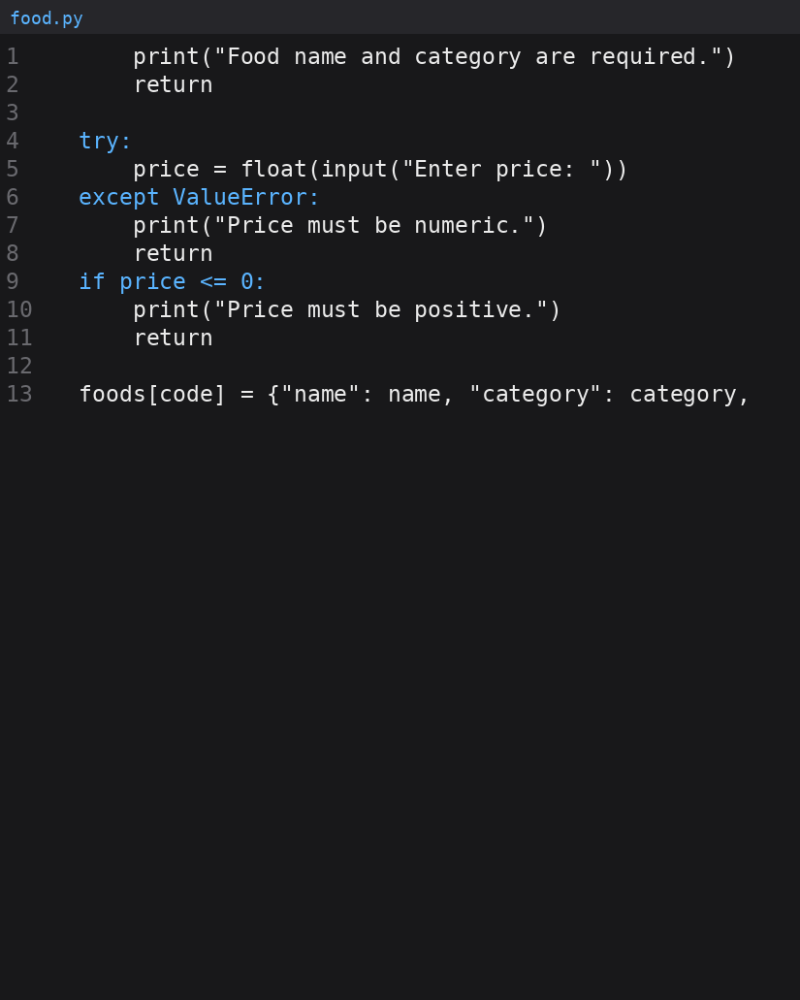 food.py
1        print("Food name and category are required.")
2        return
3
4    try:
5        price = float(input("Enter price: "))
6    except ValueError:
7        print("Price must be numeric.")
8        return
9    if price <= 0:
10        print("Price must be positive.")
11        return
12
13    foods[code] = {"name": name, "category": category,